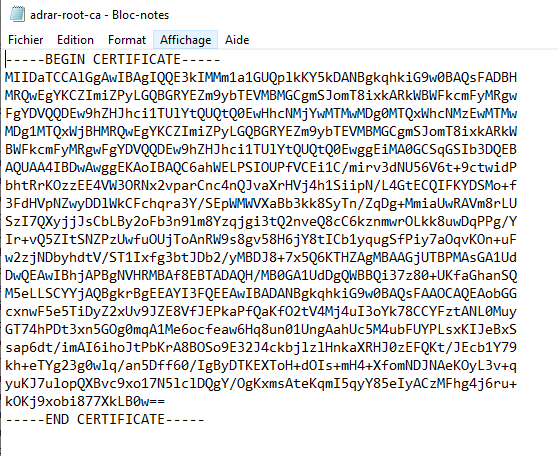 adrar-root-ca - Bloc-notes
Fichier Edition Format Affichage Aide
-----BEGIN CERTIFICATE-----
MIIDaTCCAlGgAwIBAgIQQE3kIMMm1a1GUQplkKY5kDANBgkqhkiG9w0BAQsFADBH
MRQwEgYKCZImiZPyLGQBGRYEZm9ybTEVMBMGCgmSJomT8ixkARkWBWFkcmFyMRgw
FgYDVQQDEw9hZHJhci1TUlYtQUQtQ0EwHhcNMjYwMTMwMDg0MTQxWhcNMzEwMTMw
MDg1MTQxWjBHMRQwEgYKCZImiZPyLGQBGRYEZm9ybTEVMBMGCgmSJomT8ixkARkW
BWFkcmFyMRgwFgYDVQQDEw9hZHJhci1TUlYtQUQtQ0EwggEiMA0GCSqGSIb3DQEB
AQUAA4IBDwAwggEKAoIBAQC6ahWELPSIOUPfVCEi1C/mirv3dNU56V6t+9ctwidP
bhtRrKOzzEE4VW3ORNx2vparCnc4nQJvaXrHVj4h1SiipN/L4GtECQIFKYDSMo+f
3FdHVpNZwyDDlWkCFchqra3Y/SEpWMWVXaBb3kk8SyTn/ZqDg+MmiaUwRAVm8rLU
SzI7QXyjjJsCbLBy2oFb3n9lm8Yzqjgi3tQ2nveQ8cC6kznmwrOLkk8uwDqPPg/Y
Ir+vQ5ZItSNZPzUwfuOUjToAnRW9s8gv58H6jY8tICb1yqugSfPiy7aOqvKOn+uF
w2zjNDbyhdtV/ST1Ixfg3btJDb2/yMBDJ8+7x5Q6KTHZAgMBAAGjUTBPMAsGA1Ud
DwQEAwIBhjAPBgNVHRMBAf8EBTADAQH/MB0GA1UdDgQWBBQi37z80+UKfaGhanSQ
M5eLLSCYYjAQBgkrBgEEAYI3FQEEAwIBADANBgkqhkiG9w0BAQsFAAOCAQEAobGG
cxnwF5e5TiDyZ2xUv9JZE8VfJEPkaPfQaKfO2tV4Mj4uI3oYk78CCYFztANL0Muy
GT74hPDt3xn5GOg0mqA1Me6ocfeaw6Hq8un01UngAahUc5M4ubFUYPLsxKIJeBxS
sap6dt/imAI6ihoJtPbKrA8BOSo9E32J4ckbjlzlHnkaXRHJ0zEFQKt/JEcb1Y79
kh+eTYg23g0wlq/an5Dff60/IgByDTKEXToH+dOIs+mH4+XfomNDJNAeKOyL3v+q
yuKJ7ulopQXBvc9xo17N5lclDQgY/OgKxmsAteKqmI5qyY85eIyACzMFhg4j6ru+
kOKj9xobi877XkLB0w==
-----END CERTIFICATE-----